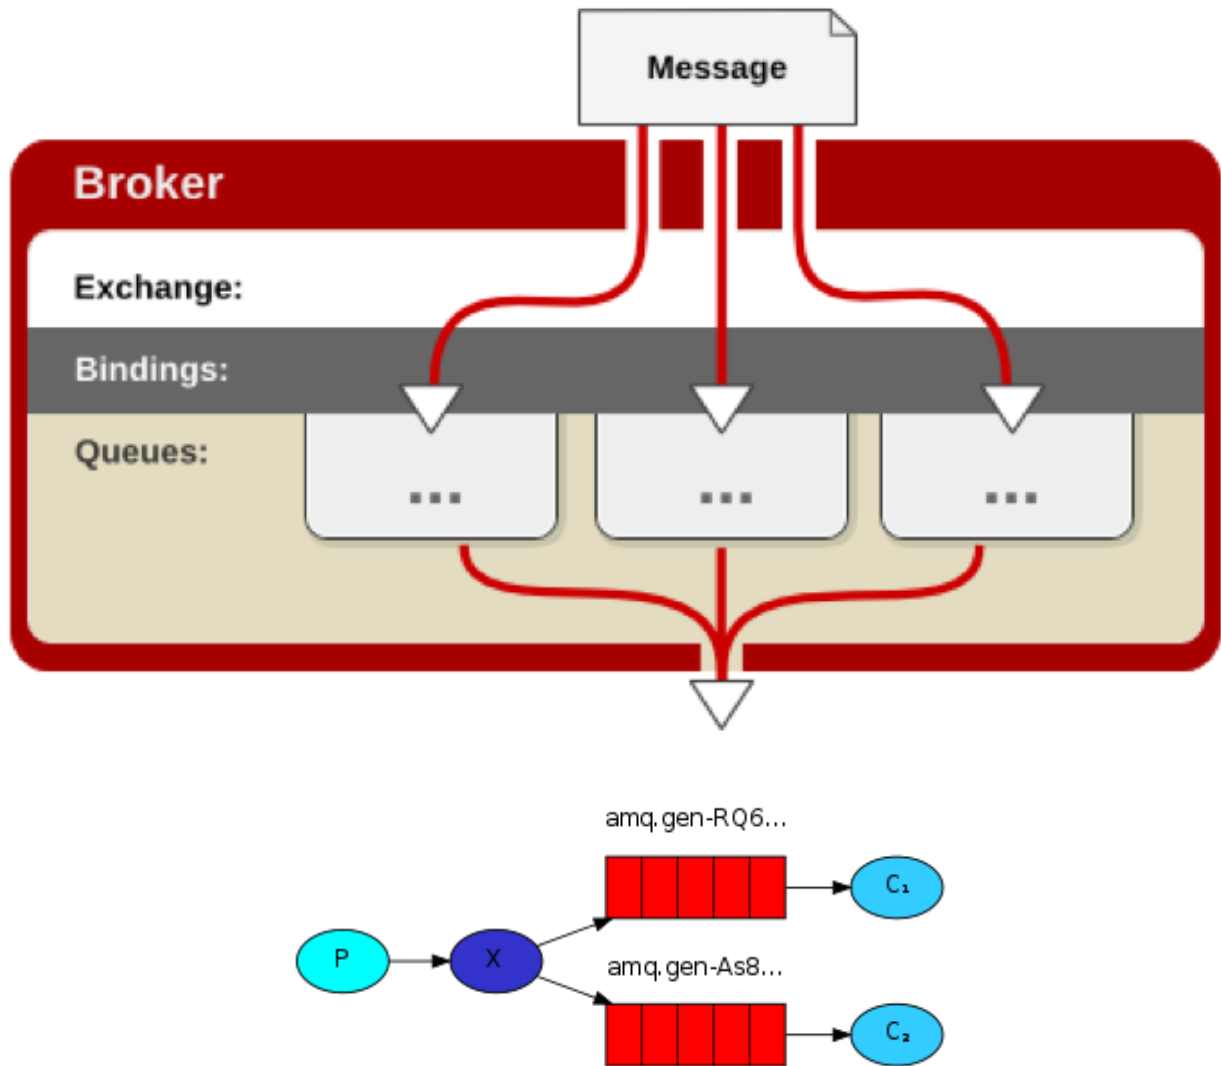 Message
Broker
Exchange:
Bindings:
Queues:
...
...
...
amq.gen-RQ6...
C₁
P
X
amq.gen-As8...
C₂